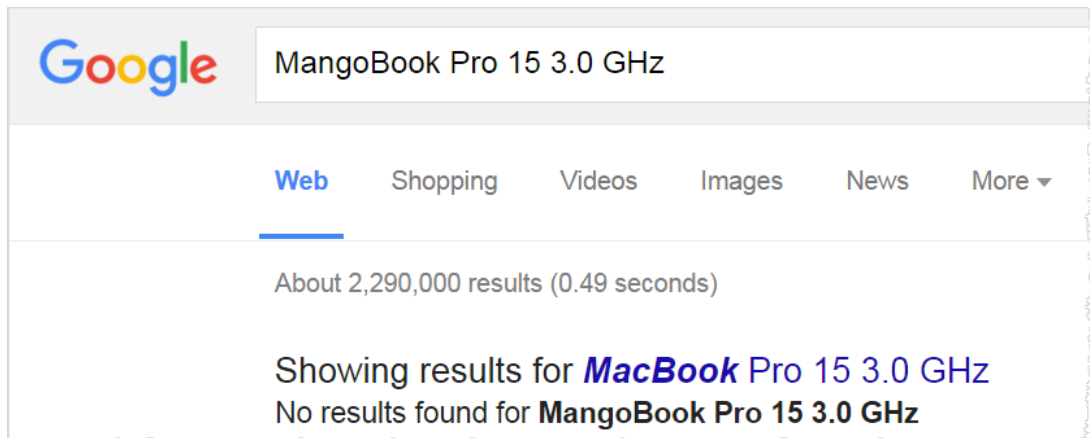 Google
MangoBook Pro 15 3.0 GHz
Web Shopping Videos Images News More
About 2,290,000 results (0.49 seconds)
Showing results for MacBook Pro 15 3.0 GHz
No results found for MangoBook Pro 15 3.0 GHz